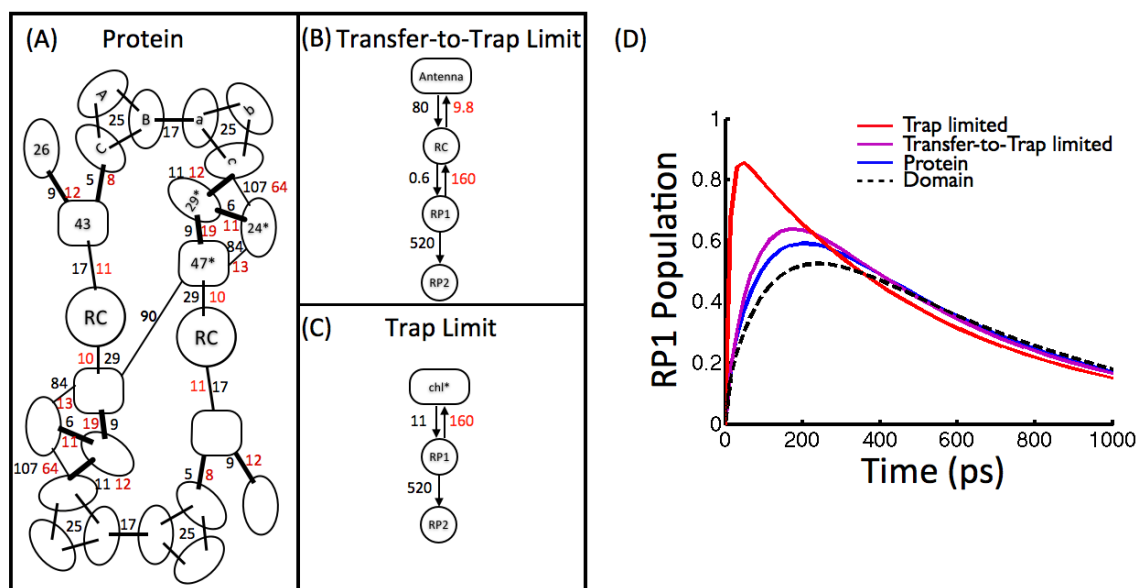 (A) Protein
A
B
C
25
17
a
b
c
25
26
9
12
5
8
43
11
12
107 64
29*
6
11
24*
9
19
84
13
47*
17
11
29
10
RC
90
RC
10
29
11
17
84
13
6
11
19
9
107 64
11 12
5
8
9
12
25
17
25
(B) Transfer-to-Trap Limit
Antenna
80
9.8
RC
0.6
160
RP1
520
RP2
(C) Trap Limit
chl*
11
160
RP1
520
RP2
(D)
Trap limited
Transfer-to-Trap limited
Protein
Domain
RP1 Population
1
0.8
0.6
0.4
0.2
0
0 200 400 600 800 1000
Time (ps)